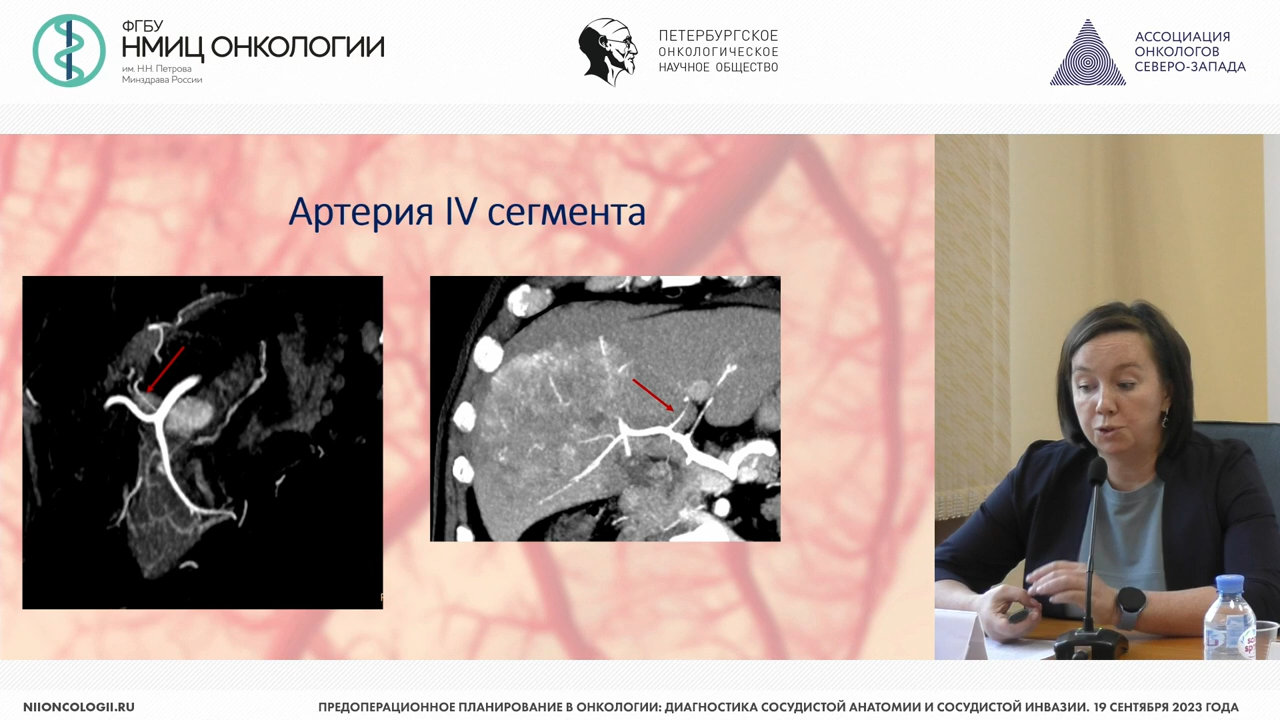 ФГБУ
НМИЦ ОНКОЛОГИИ
им. Н.Н. Петрова
Минздрава России
ПЕТЕРБУРГСКОЕ
ОНКОЛОГИЧЕСКОЕ
НАУЧНОЕ ОБЩЕСТВО
АССОЦИАЦИЯ
ОНКОЛОГОВ
СЕВЕРО-ЗАПАДА
Артерия IV сегмента
NIIONCOLOGII.RU
ПРЕДОПЕРАЦИОННОЕ ПЛАНИРОВАНИЕ В ОНКОЛОГИИ: ДИАГНОСТИКА СОСУДИСТОЙ АНАТОМИИ И СОСУДИСТОЙ ИНВАЗИИ. 19 СЕНТЯБРЯ 2023 ГОДА